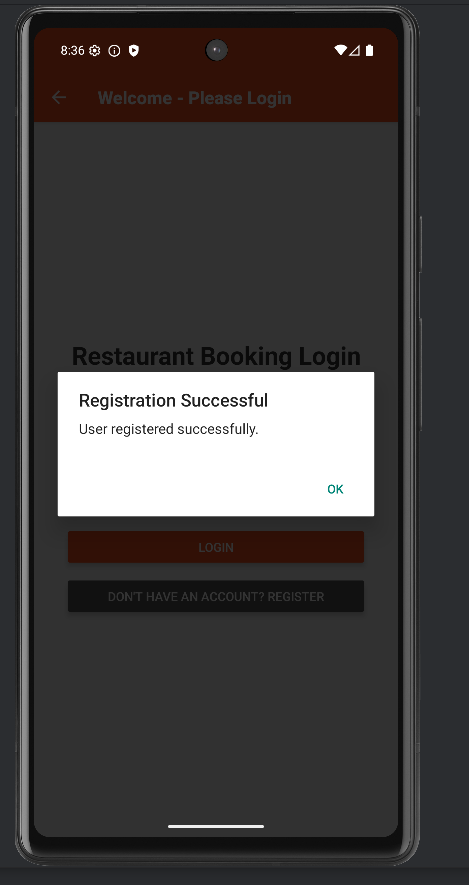 8:36
Welcome - Please Login
Restaurant Booking Login
Registration Successful
User registered successfully.
OK
LOGIN
DON'T HAVE AN ACCOUNT? REGISTER